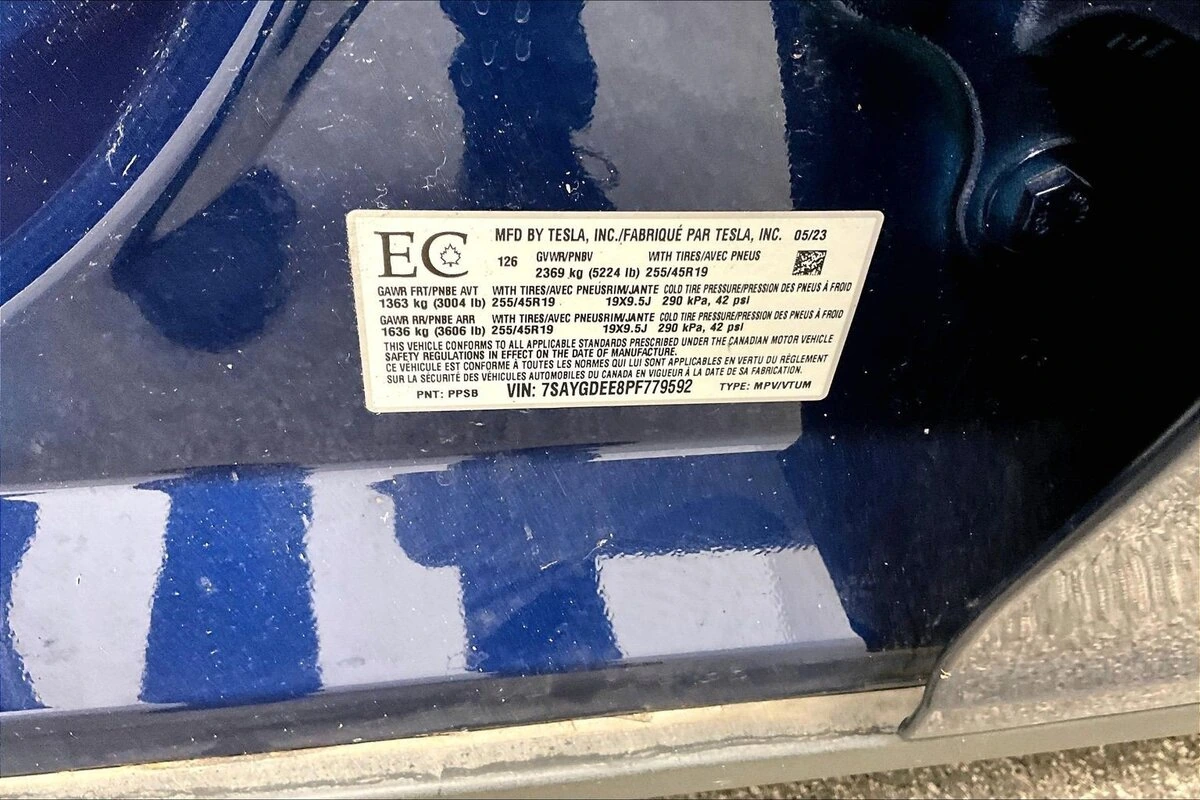 EC MFD BY TESLA, INC./FABRIQUÉ PAR TESLA, INC. 05/23
126 GVWR/PNBV WITH TIRES/AVEC PNEUS
2369 kg (5224 lb) 255/45R19
GAWR FRT/PNBE AVT WITH TIRES/AVEC PNEUS RIM/JANTE COLD TIRE PRESSURE/PRESSION DES PNEUS À FROID
1363 kg (3004 lb) 255/45R19 19X9.5J 290 kPa, 42 psi
GAWR RR/PNBE ARR WITH TIRES/AVEC PNEUS RIM/JANTE COLD TIRE PRESSURE/PRESSION DES PNEUS À FROID
1636 kg (3606 lb) 255/45R19 19X9.5J 290 kPa, 42 psi
THIS VEHICLE CONFORMS TO ALL APPLICABLE STANDARDS PRESCRIBED UNDER THE CANADIAN MOTOR VEHICLE
SAFETY REGULATIONS IN EFFECT ON THE DATE OF MANUFACTURE.
CE VÉHICULE EST CONFORME À TOUTES LES NORMES QUI LUI SONT APPLICABLES EN VERTU DU RÈGLEMENT
SUR LA SÉCURITÉ DES VÉHICULES AUTOMOBILES DU CANADA EN VIGUEUR À LA DATE DE SA FABRICATION.
PNT: PPSB VIN: 7SAYGDEE8PF779592 TYPE: MPV/VTUM